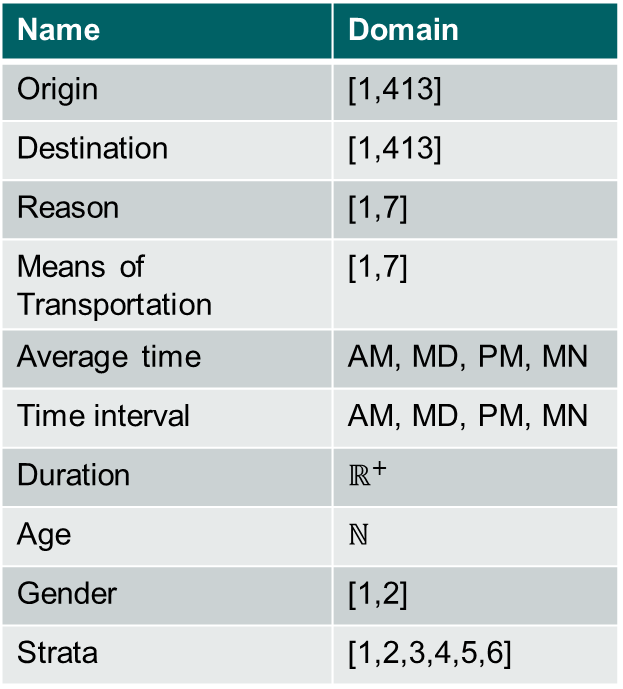 Name Domain
Origin [1,413]
Destination [1,413]
Reason [1,7]
Means of [1,7]
Transportation
Average time AM, MD, PM, MN
Time interval AM, MD, PM, MN
Duration ℝ⁺
Age ℕ
Gender [1,2]
Strata [1,2,3,4,5,6]